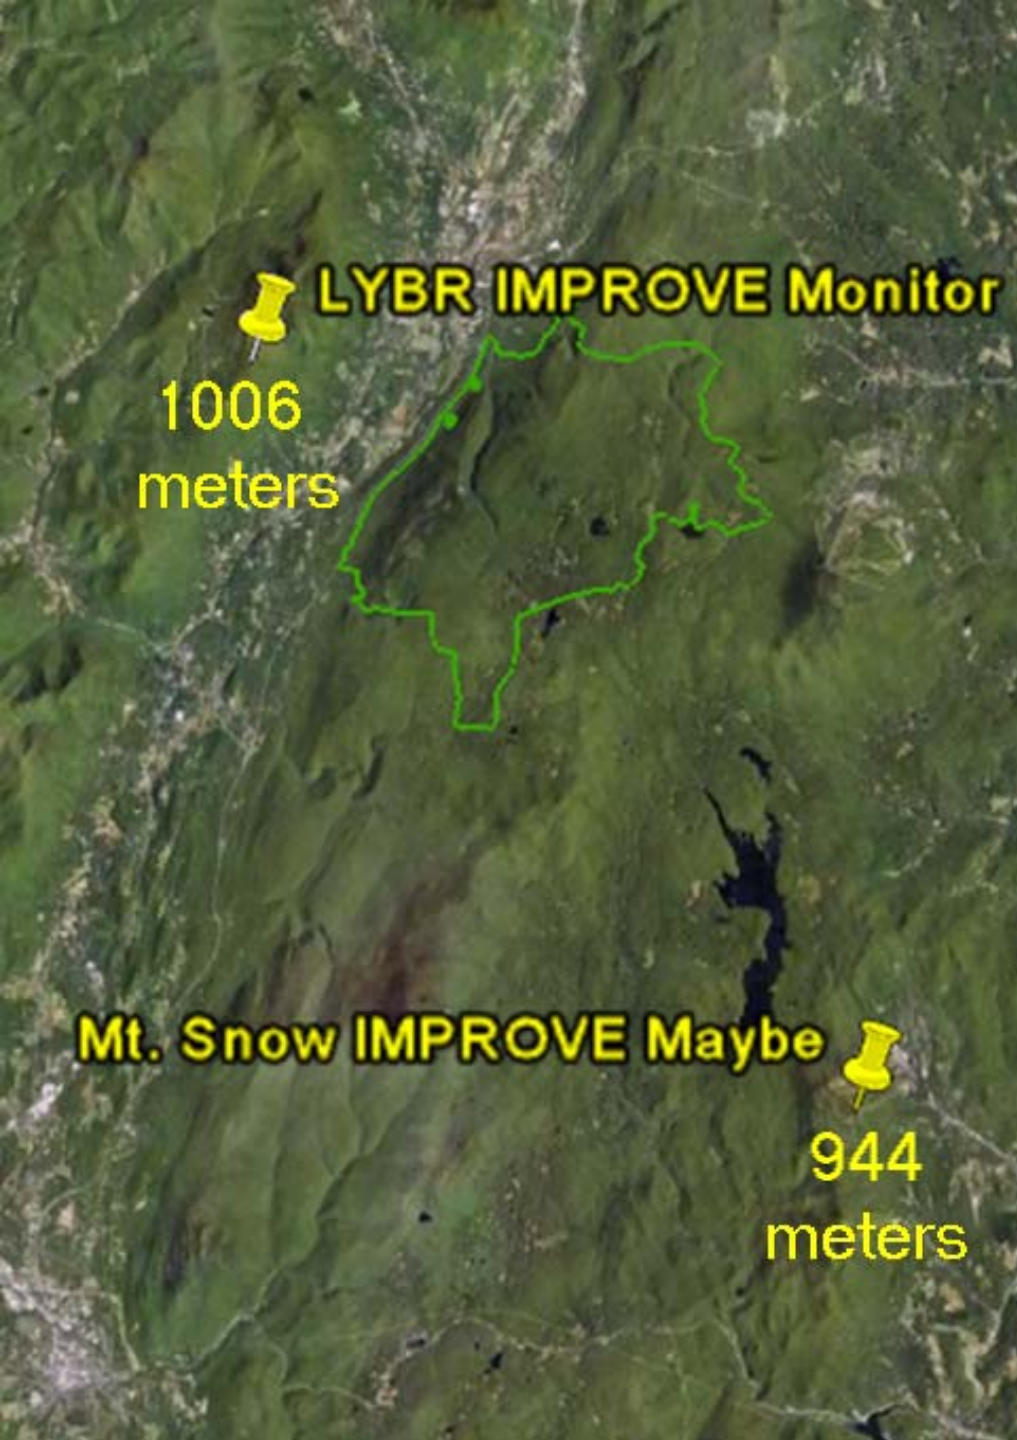 LYBR IMPROVE Monitor
1006
meters
Mt. Snow IMPROVE Maybe
944
meters